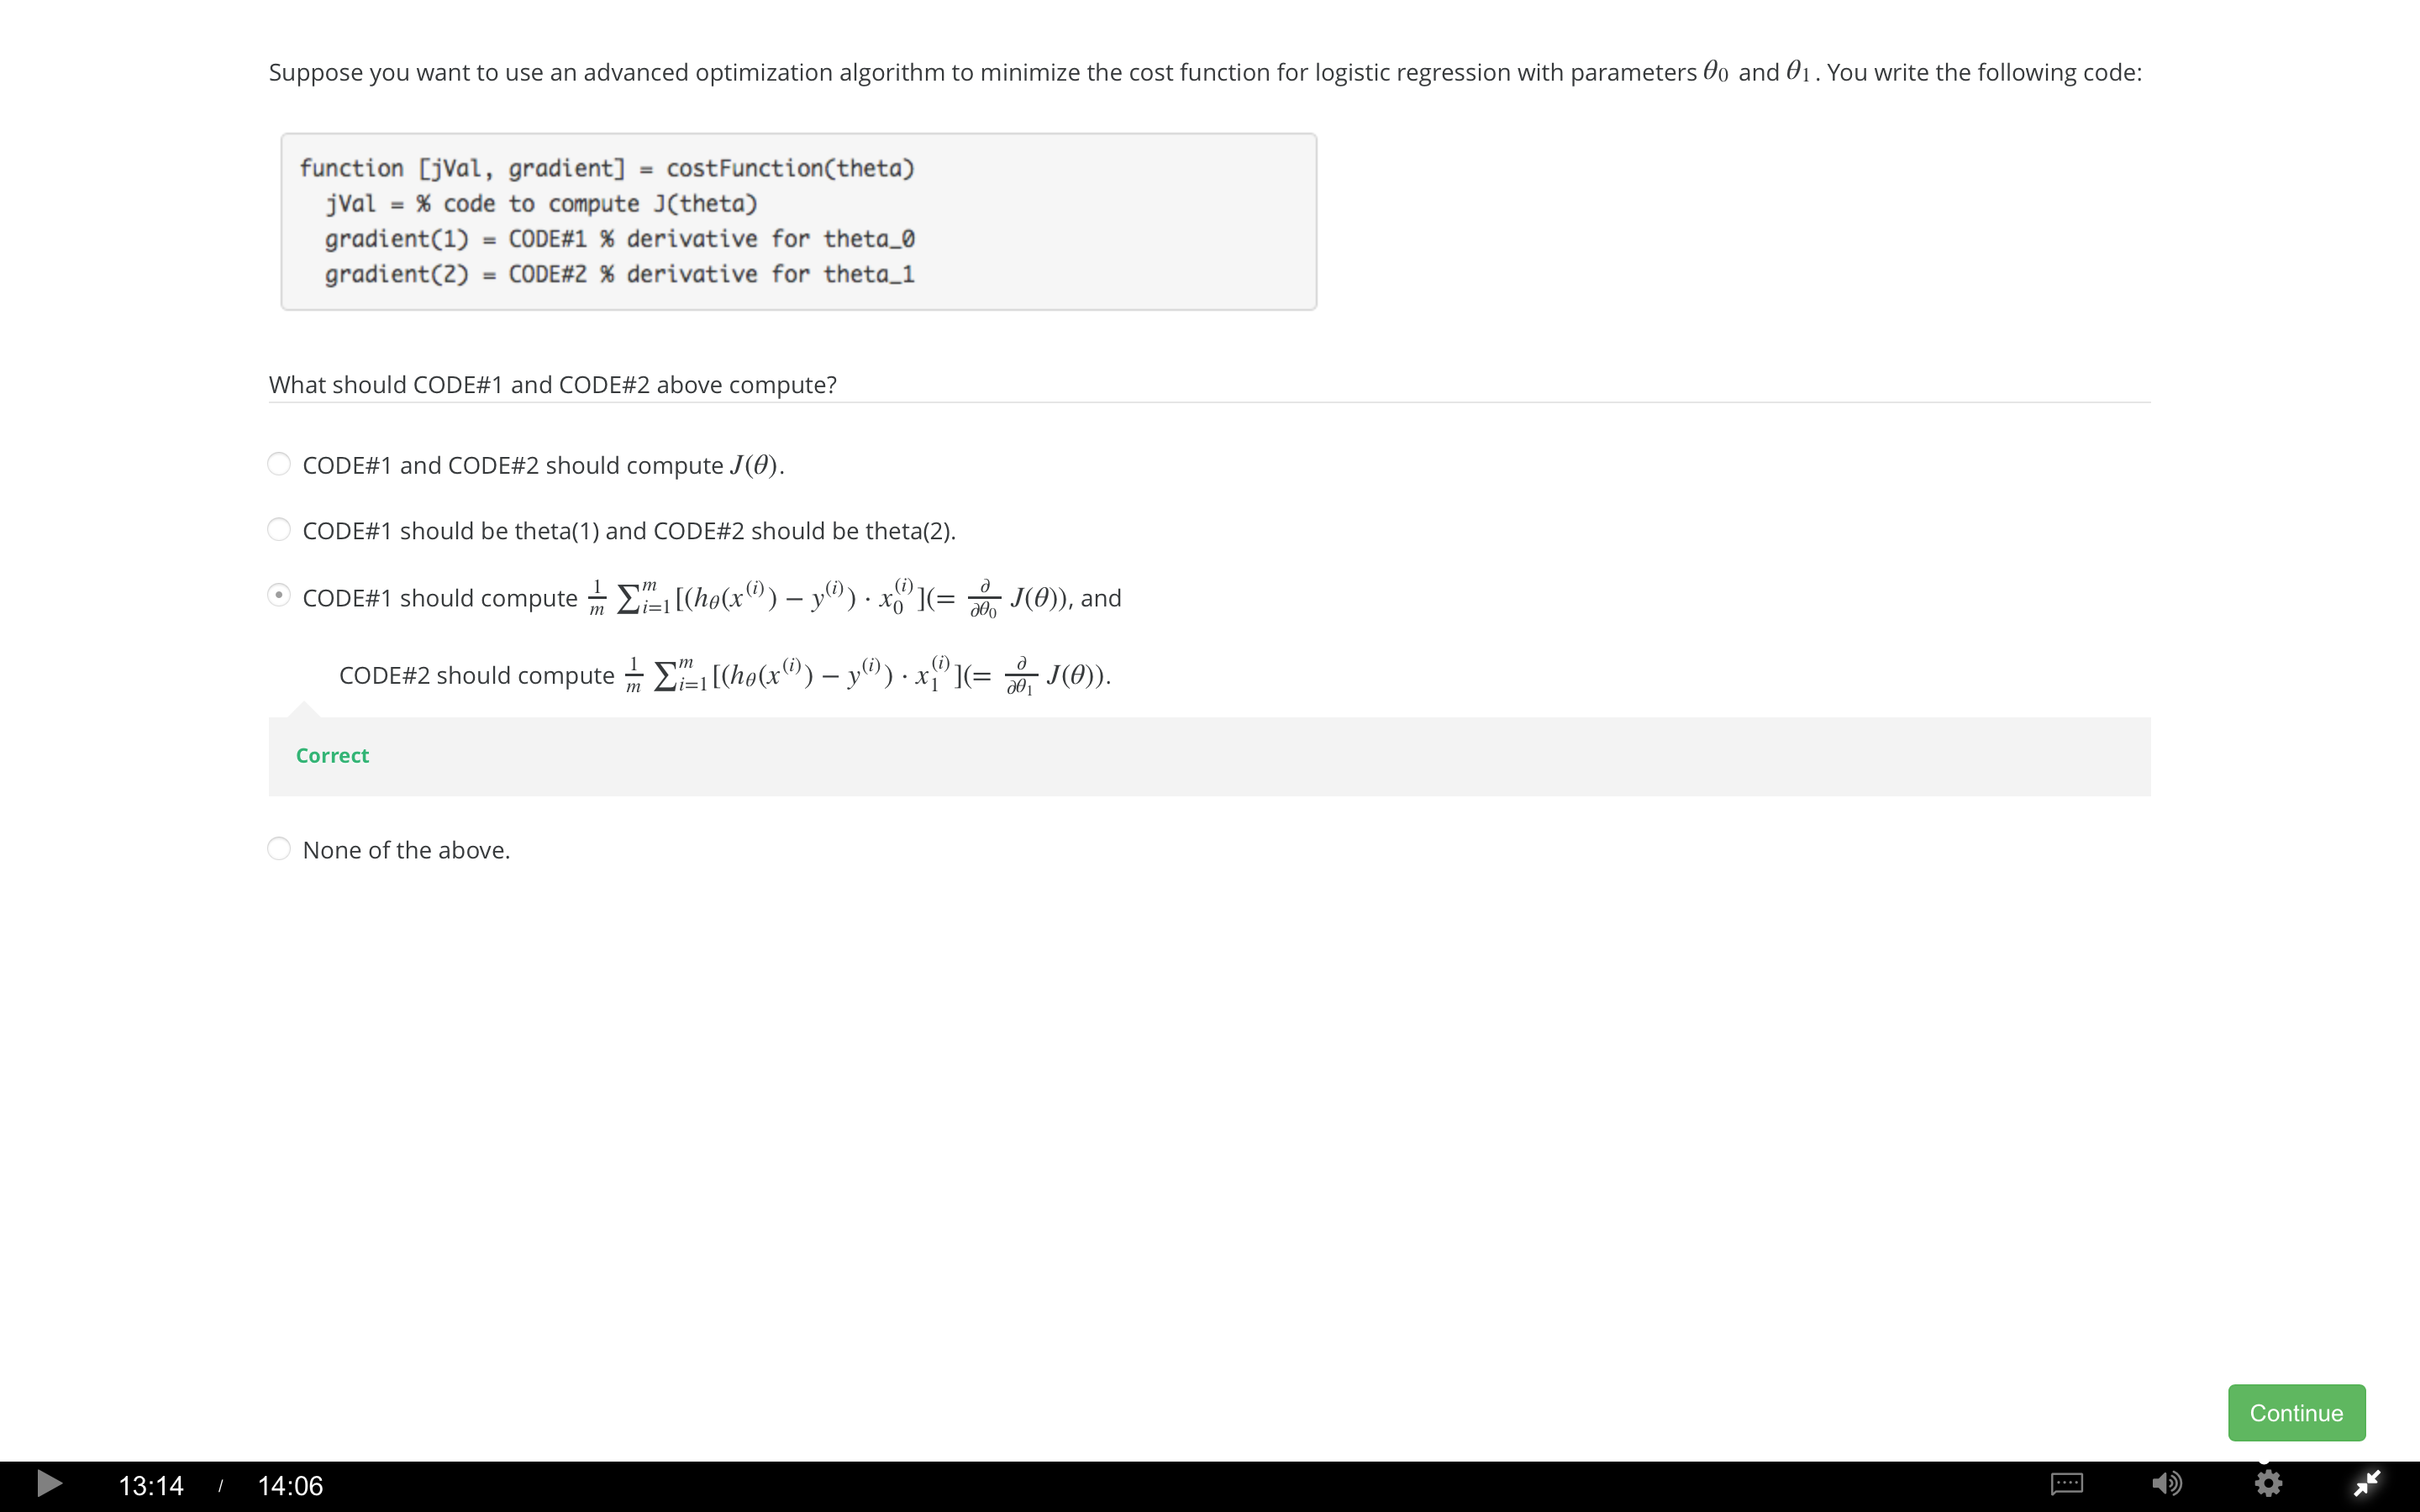 Suppose you want to use an advanced optimization algorithm to minimize the cost function for logistic regression with parameters θ₀ and θ₁. You write the following code:
function [jVal, gradient] = costFunction(theta)
jVal = % code to compute J(theta)
gradient(1) = CODE#1 % derivative for theta_0
gradient(2) = CODE#2 % derivative for theta_1
What should CODE#1 and CODE#2 above compute?
CODE#1 and CODE#2 should compute J(θ).
CODE#1 should be theta(1) and CODE#2 should be theta(2).
CODE#1 should compute $\frac{1}{m} \sum_{i=1}^{m} [(h_\theta(x^{(i)}) - y^{(i)}) \cdot x_0^{(i)}] (= \frac{\partial}{\partial\theta_0} J(\theta))$, and
CODE#2 should compute $\frac{1}{m} \sum_{i=1}^{m} [(h_\theta(x^{(i)}) - y^{(i)}) \cdot x_1^{(i)}] (= \frac{\partial}{\partial\theta_1} J(\theta))$.
Correct
None of the above.
Continue
13:14 / 14:06